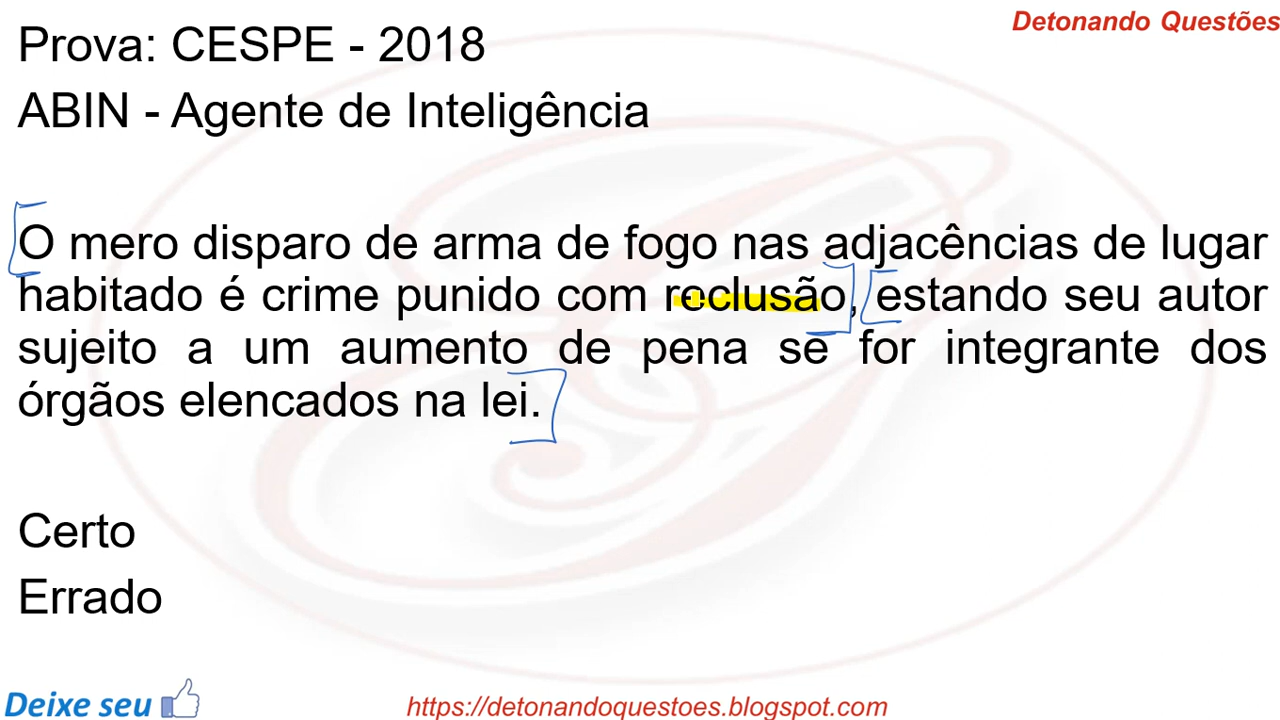 Detonando Questões
Prova: CESPE - 2018
ABIN - Agente de Inteligência
O mero disparo de arma de fogo nas adjacências de lugar
habitado é crime punido com reclusão, estando seu autor
sujeito a um aumento de pena se for integrante dos
órgãos elencados na lei.
Certo
Errado
Deixe seu
https://detonandoquestoes.blogspot.com